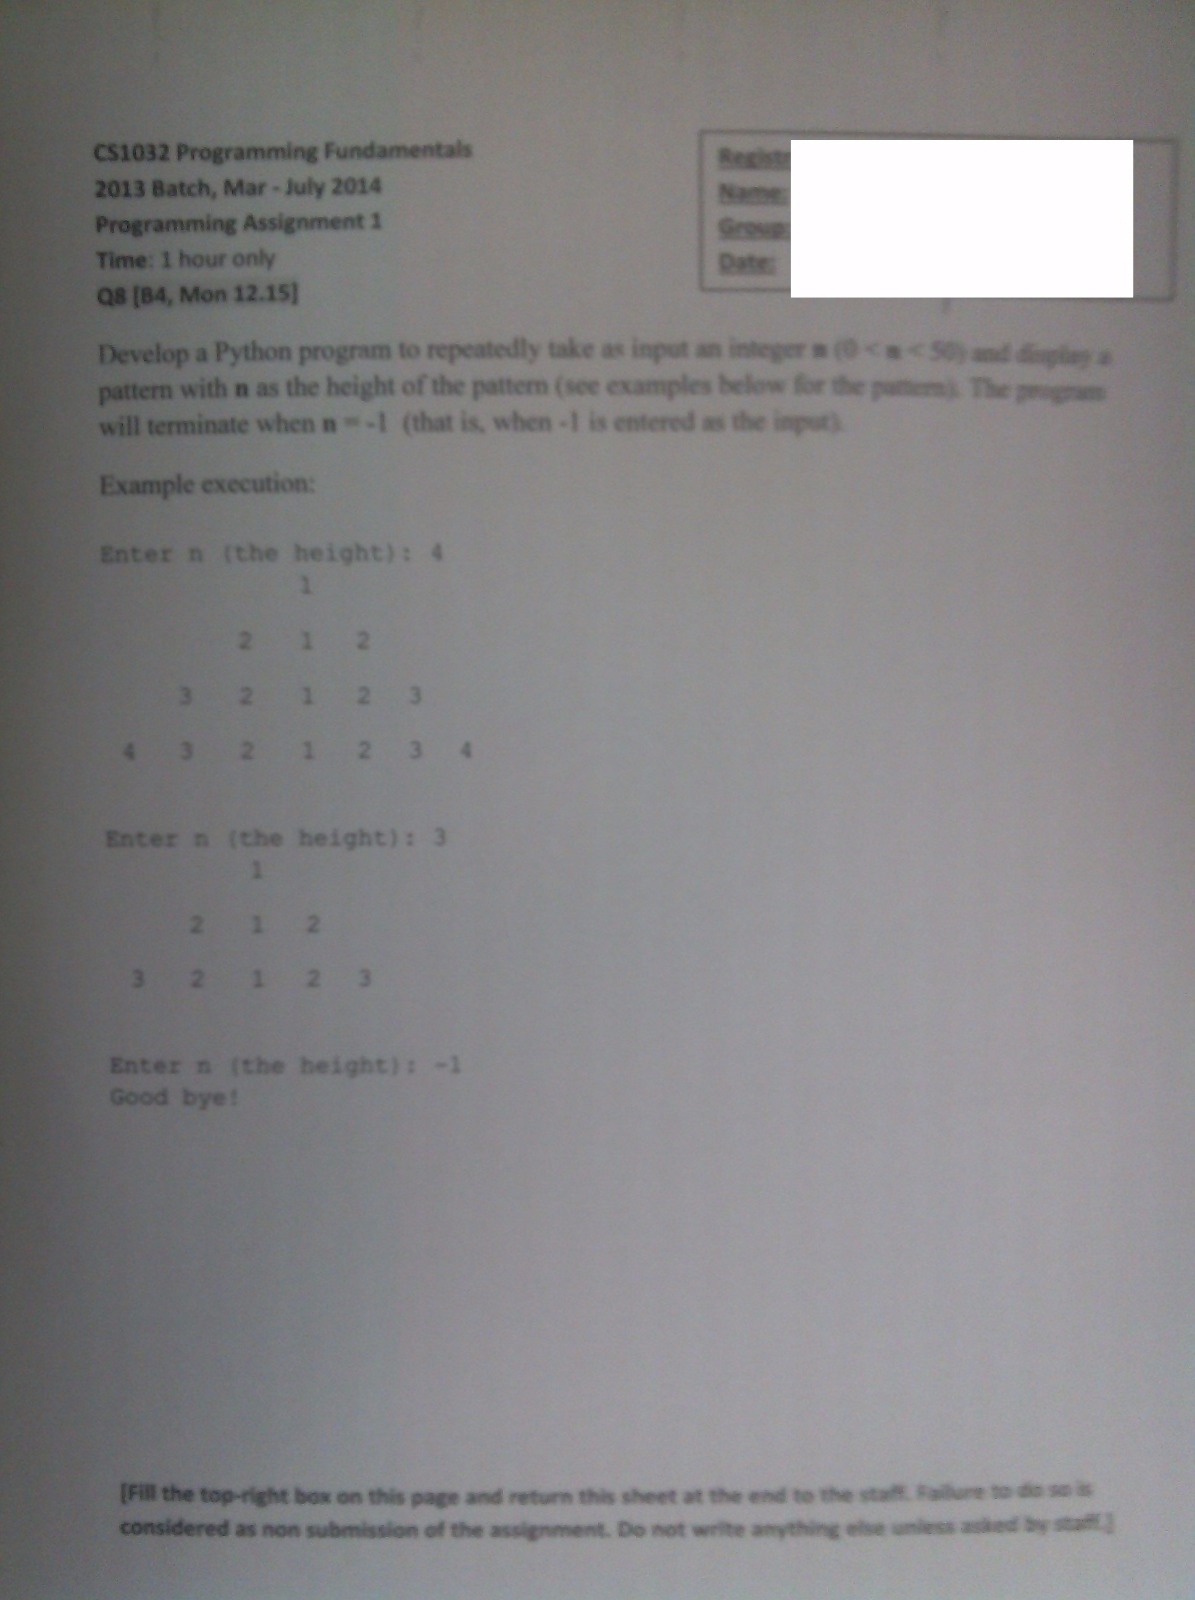 CS1032 Programming Fundamentals
2013 Batch, Mar - July 2014
Programming Assignment 1
Time: 1 hour only
Q8 [B4, Mon 12.15]
Name:
Group:
Date:
Develop a Python program to repeatedly take as input an integer n (0 < n < 50) and display a
pattern with n as the height of the pattern (see examples below for the pattern). The program
will terminate when n = -1 (that is, when -1 is entered as the input).
Example execution:
Enter n (the height): 4
1
2 1 2
3 2 1 2 3
4 3 2 1 2 3 4
Enter n (the height): 3
1
2 1 2
3 2 1 2 3
Enter n (the height): -1
Good bye!
[Fill the top-right box on this page and return this sheet at the end to the staff. Failure to do so is
considered as non submission of the assignment. Do not write anything else unless asked by staff.]